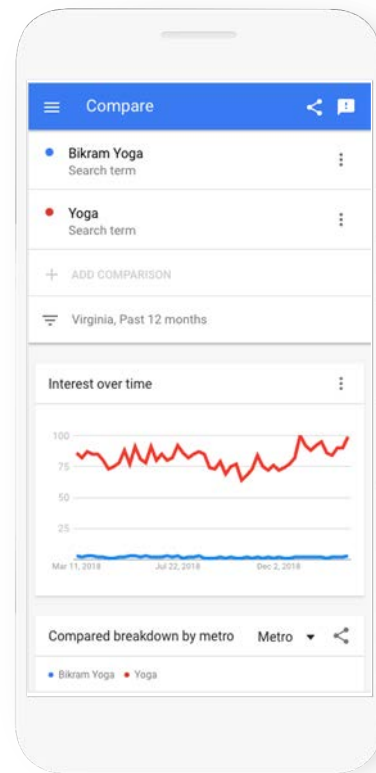 Compare
Bikram Yoga
Search term
Yoga
Search term
ADD COMPARISON
Virginia, Past 12 months
Interest over time
100
75
50
25
Mar 11, 2018 Jul 22, 2018 Dec 2, 2018
Compared breakdown by metro Metro
Bikram Yoga Yoga